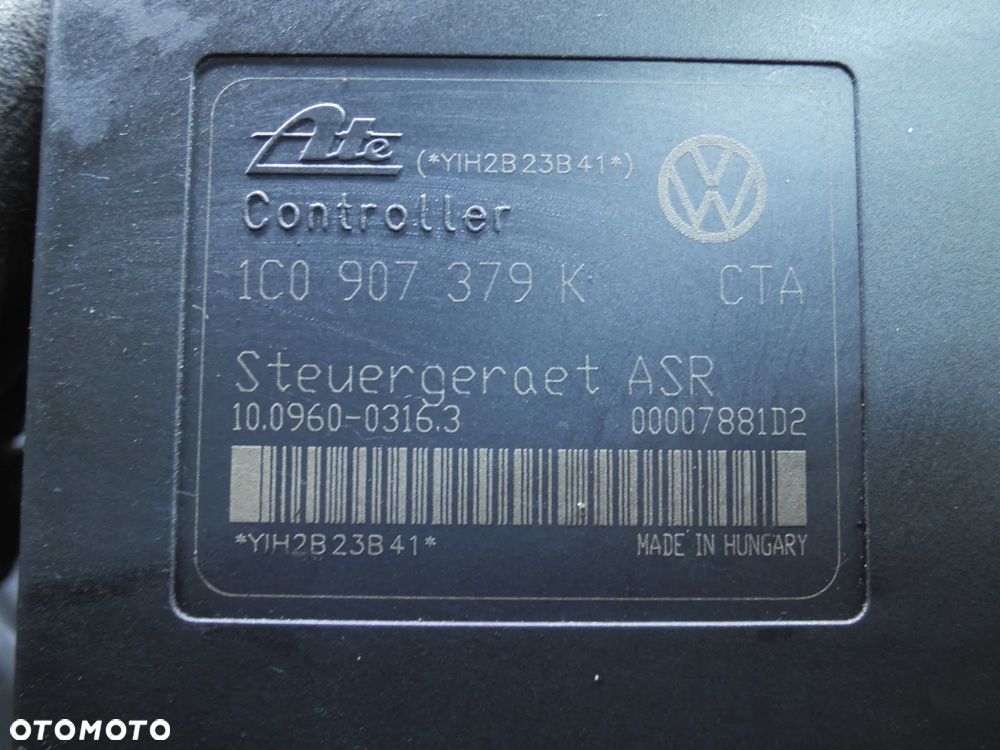 Ate (*YIH2B23B41*)
Controller
1C0 907 379 K CTA
Steuergeraet ASR
10.0960-0316.3 00007881D2
*YIH2B23B41* MADE IN HUNGARY
OTOMOTO